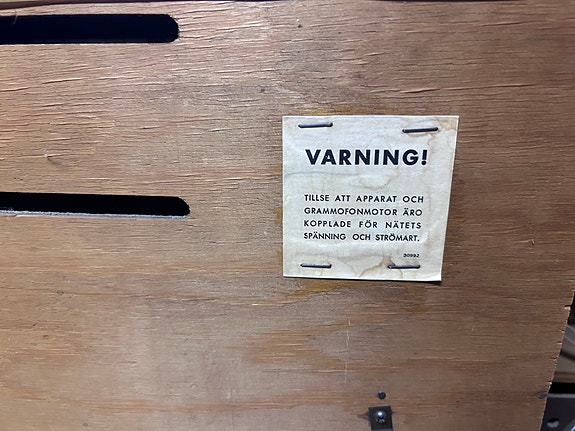 VARNING!
TILLSE ATT APPARAT OCH
GRAMMOFONMOTOR ÄRO
KOPPLADE FÖR NÄTETS
SPÄNNING OCH STRÖMART.
30992